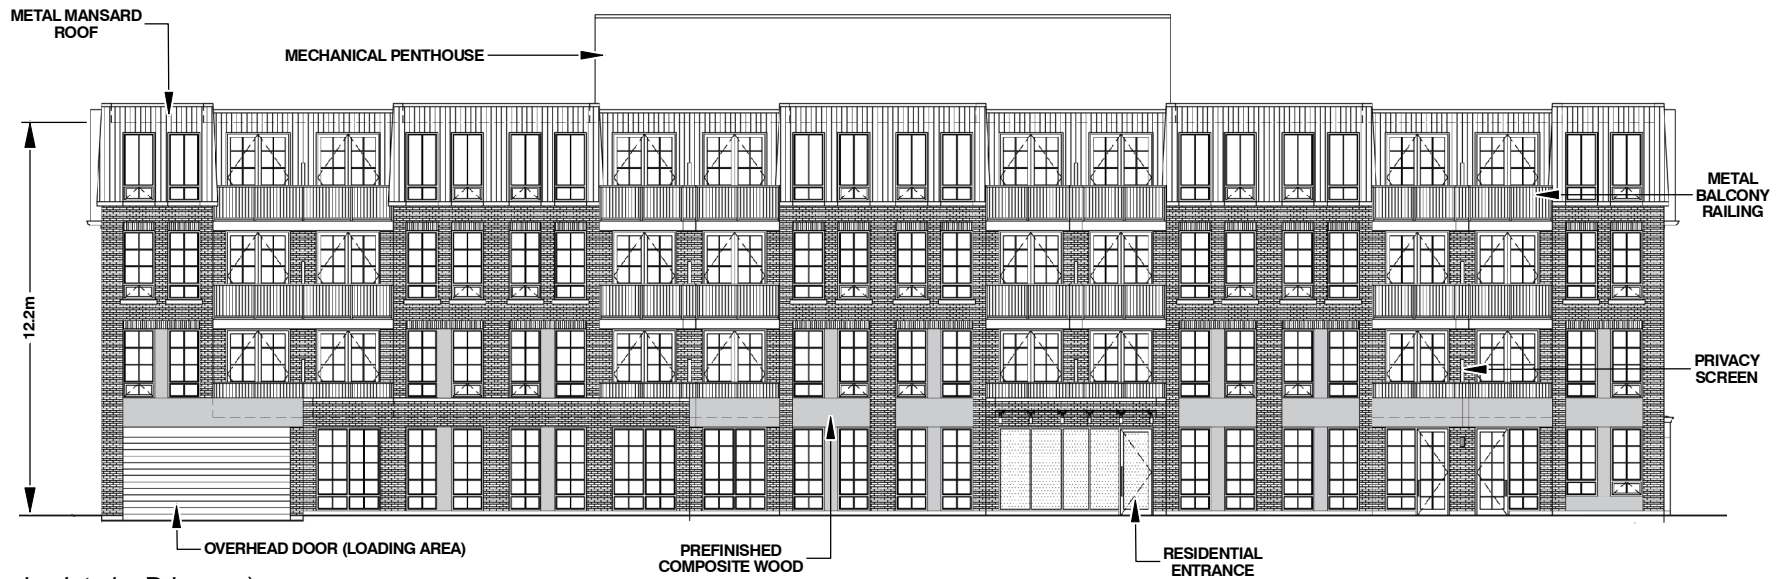 METAL MANSARD
ROOF
MECHANICAL PENTHOUSE
METAL
BALCONY
RAILING
12.2m
PRIVACY
SCREEN
OVERHEAD DOOR (LOADING AREA)
PREFINISHED
COMPOSITE WOOD
RESIDENTIAL
ENTRANCE